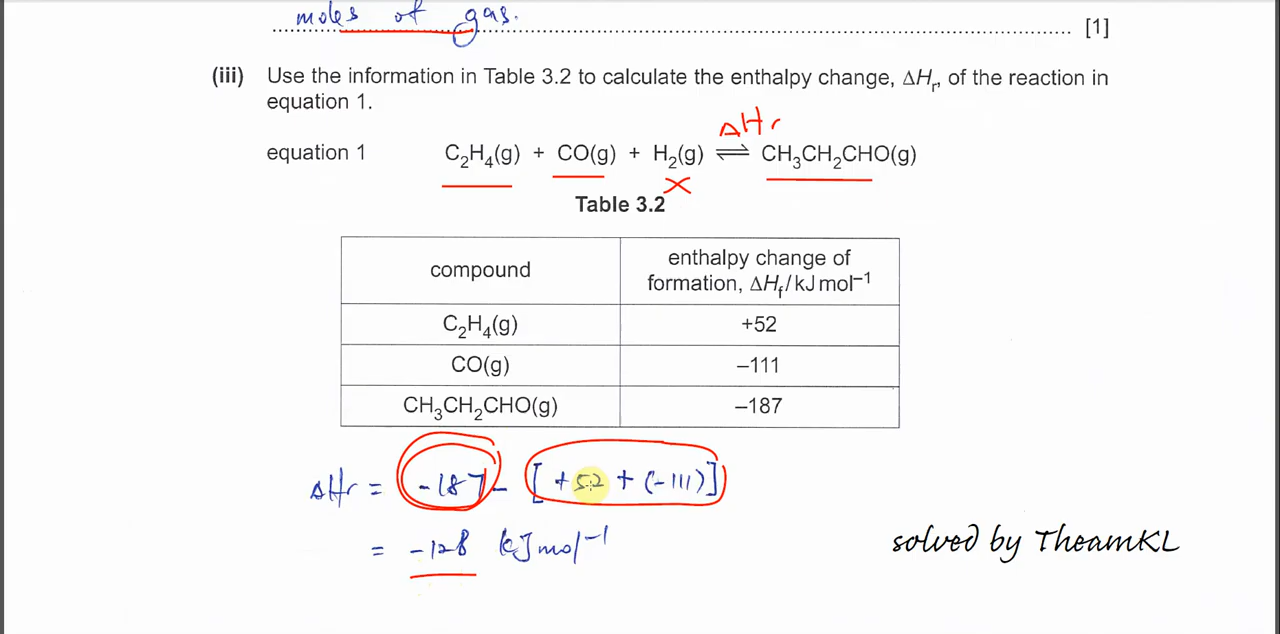 moles of gas.
[1]
(iii) Use the information in Table 3.2 to calculate the enthalpy change, ΔHr, of the reaction in
equation 1.
ΔHr
equation 1 C₂H₄(g) + CO(g) + H₂(g) ⇌ CH₃CH₂CHO(g)
Table 3.2
compound
enthalpy change of
formation, ΔHf/kJ mol⁻¹
C₂H₄(g) +52
CO(g) –111
CH₃CH₂CHO(g) –187
ΔHr = -187 - [+52 + (-111)]
= -128 kJ mol⁻¹
solved by TheamKL